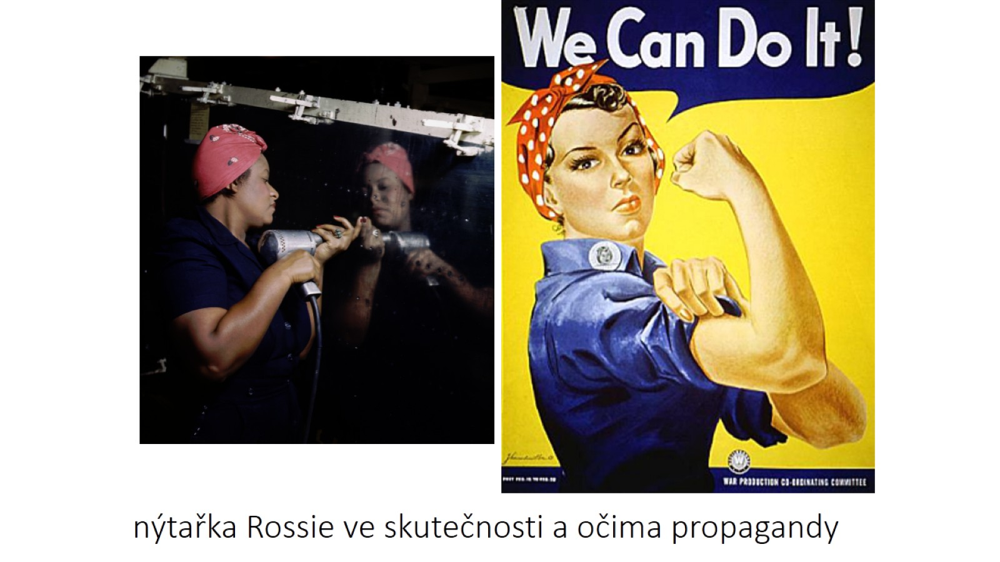 We Can Do It!
WAR PRODUCTION CO-ORDINATING COMMITTEE
nýtařka Rossie ve skutečnosti a očima propagandy